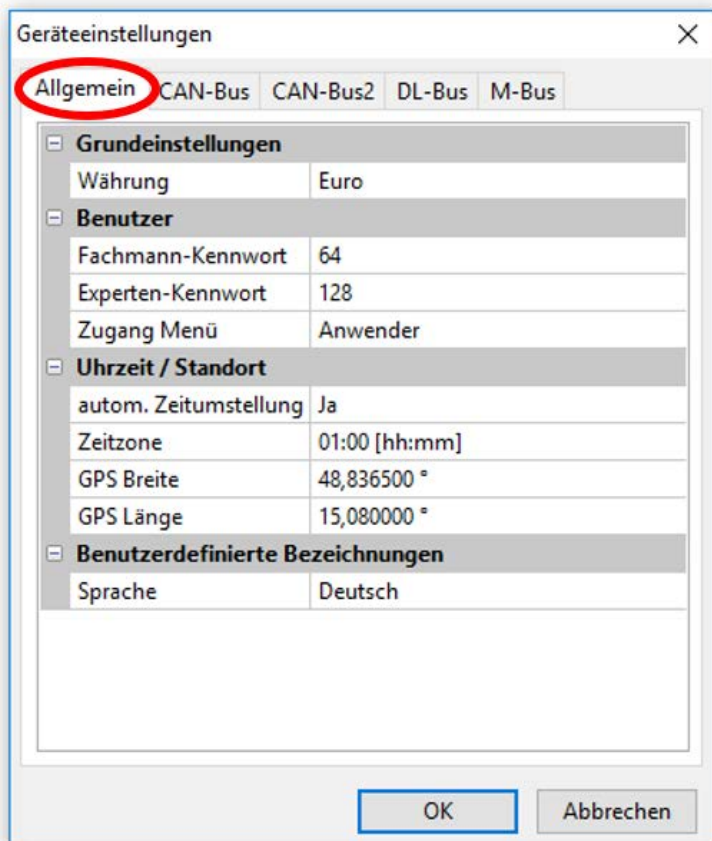 Geräteeinstellungen
Allgemein CAN-Bus CAN-Bus2 DL-Bus M-Bus
Grundeinstellungen
Währung Euro
Benutzer
Fachmann-Kennwort 64
Experten-Kennwort 128
Zugang Menü Anwender
Uhrzeit / Standort
autom. Zeitumstellung Ja
Zeitzone 01:00 [hh:mm]
GPS Breite 48,836500 °
GPS Länge 15,080000 °
Benutzerdefinierte Bezeichnungen
Sprache Deutsch
OK Abbrechen